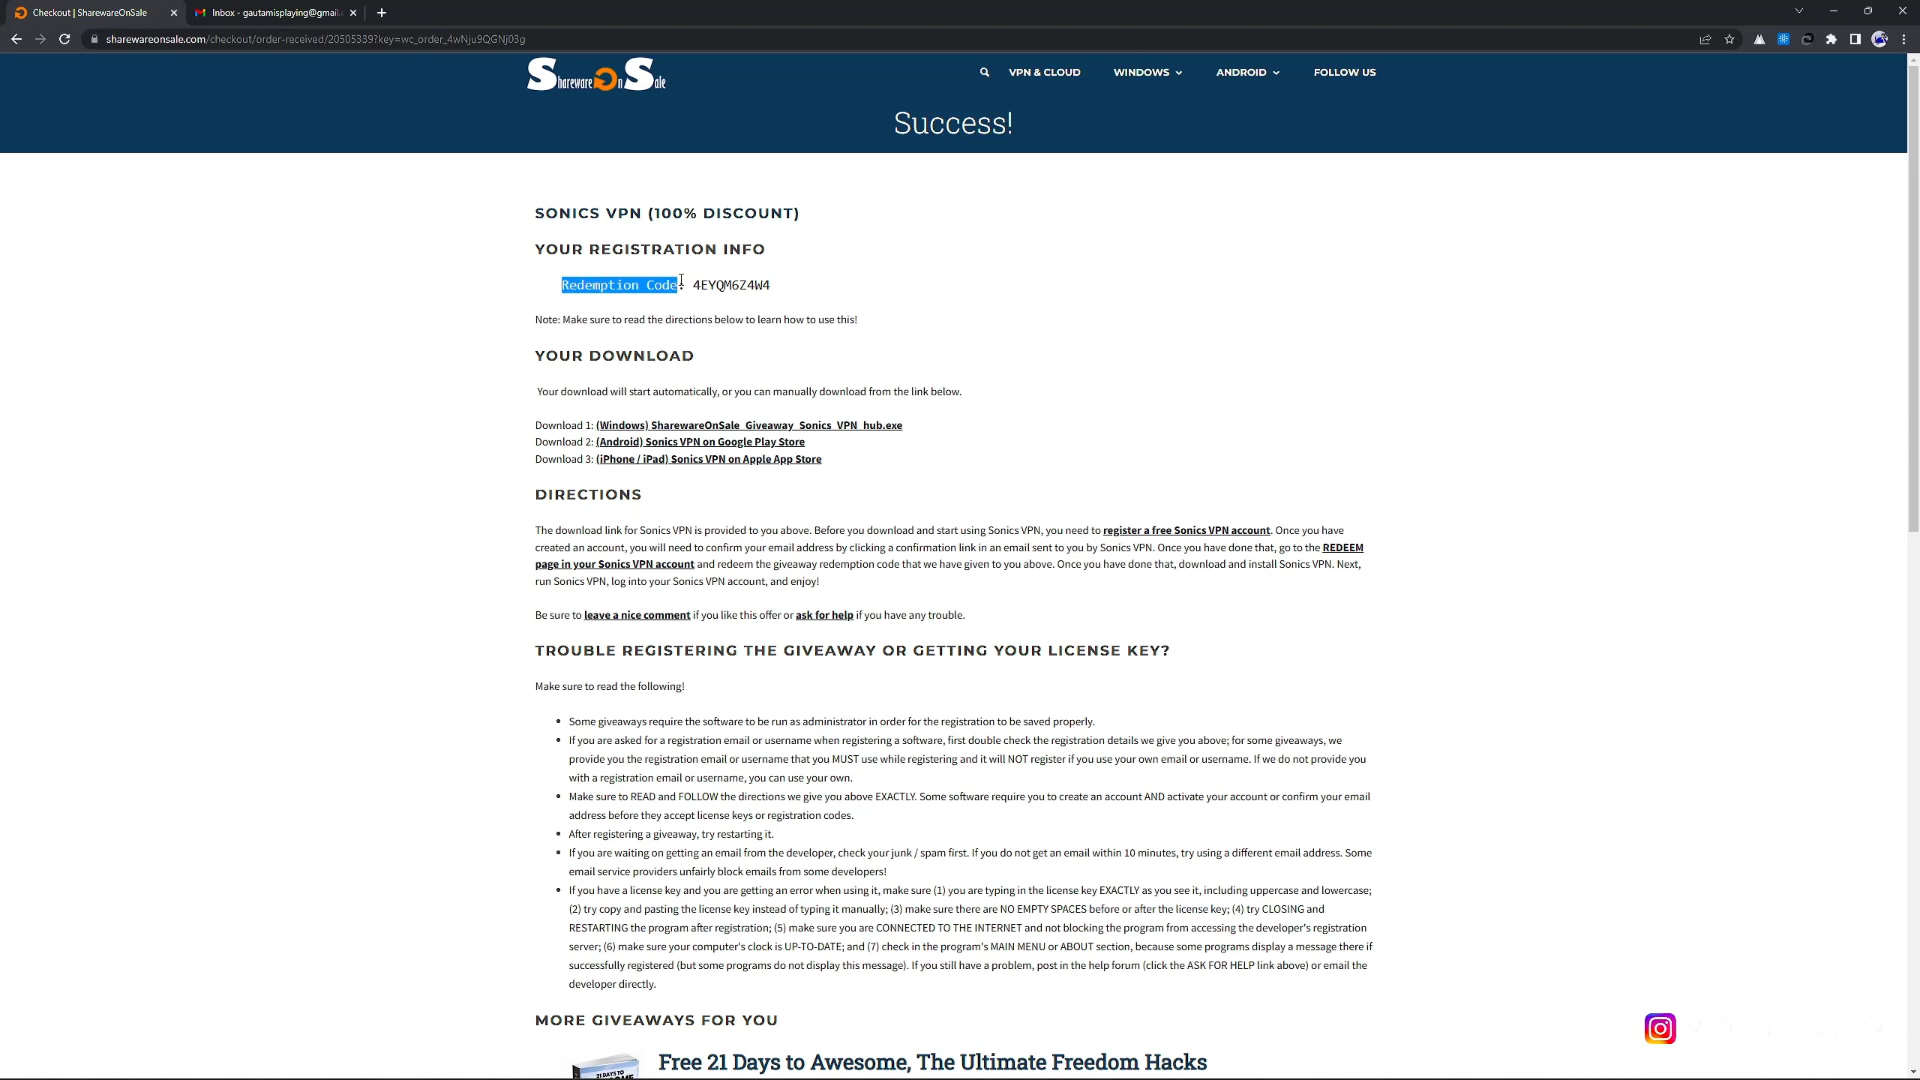 Checkout | SharewareOnSale
Inbox - gautamisplaying@gmail.
sharewareonsale.com/checkout/order-received/20505339?key=wc_order_4wNju9QGNj03g
Shareware On Sale
VPN & CLOUD
WINDOWS
ANDROID
FOLLOW US
Success!
SONICS VPN (100% DISCOUNT)
YOUR REGISTRATION INFO
Redemption Code: 4EYQM6Z4W4
Note: Make sure to read the directions below to learn how to use this!
YOUR DOWNLOAD
Your download will start automatically, or you can manually download from the link below.
Download 1: (Windows) SharewareOnSale_Giveaway_Sonics_VPN_hub.exe
Download 2: (Android) Sonics VPN on Google Play Store
Download 3: (iPhone / iPad) Sonics VPN on Apple App Store
DIRECTIONS
The download link for Sonics VPN is provided to you above. Before you download and start using Sonics VPN, you need to register a free Sonics VPN account. Once you have
created an account, you will need to confirm your email address by clicking a confirmation link in an email sent to you by Sonics VPN. Once you have done that, go to the REDEEM
page in your Sonics VPN account and redeem the giveaway redemption code that we have given to you above. Once you have done that, download and install Sonics VPN. Next,
run Sonics VPN, log into your Sonics VPN account, and enjoy!
Be sure to leave a nice comment if you like this offer or ask for help if you have any trouble.
TROUBLE REGISTERING THE GIVEAWAY OR GETTING YOUR LICENSE KEY?
Make sure to read the following!
• Some giveaways require the software to be run as administrator in order for the registration to be saved properly.
• If you are asked for a registration email or username when registering a software, first double check the registration details we give you above; for some giveaways, we
provide you the registration email or username that you MUST use while registering and it will NOT register if you use your own email or username. If we do not provide you
with a registration email or username, you can use your own.
• Make sure to READ and FOLLOW the directions we give you above EXACTLY. Some software require you to create an account AND activate your account or confirm your email
address before they accept license keys or registration codes.
• After registering a giveaway, try restarting it.
• If you are waiting on getting an email from the developer, check your junk / spam first. If you do not get an email within 10 minutes, try using a different email address. Some
email service providers unfairly block emails from some developers!
• If you have a license key and you are getting an error when using it, make sure (1) you are typing in the license key EXACTLY as you see it, including uppercase and lowercase;
(2) try copy and pasting the license key instead of typing it manually; (3) make sure there are NO EMPTY SPACES before or after the license key; (4) try CLOSING and
RESTARTING the program after registration; (5) make sure you are CONNECTED TO THE INTERNET and not blocking the program from accessing the developer's registration
server; (6) make sure your computer's clock is UP-TO-DATE; and (7) check in the program's MAIN MENU or ABOUT section, because some programs display a message there if
successfully registered (but some programs do not display this message). If you still have a problem, post in the help forum (click the ASK FOR HELP link above) or email the
developer directly.
MORE GIVEAWAYS FOR YOU
Free 21 Days to Awesome, The Ultimate Freedom Hacks
21 DAYS TO